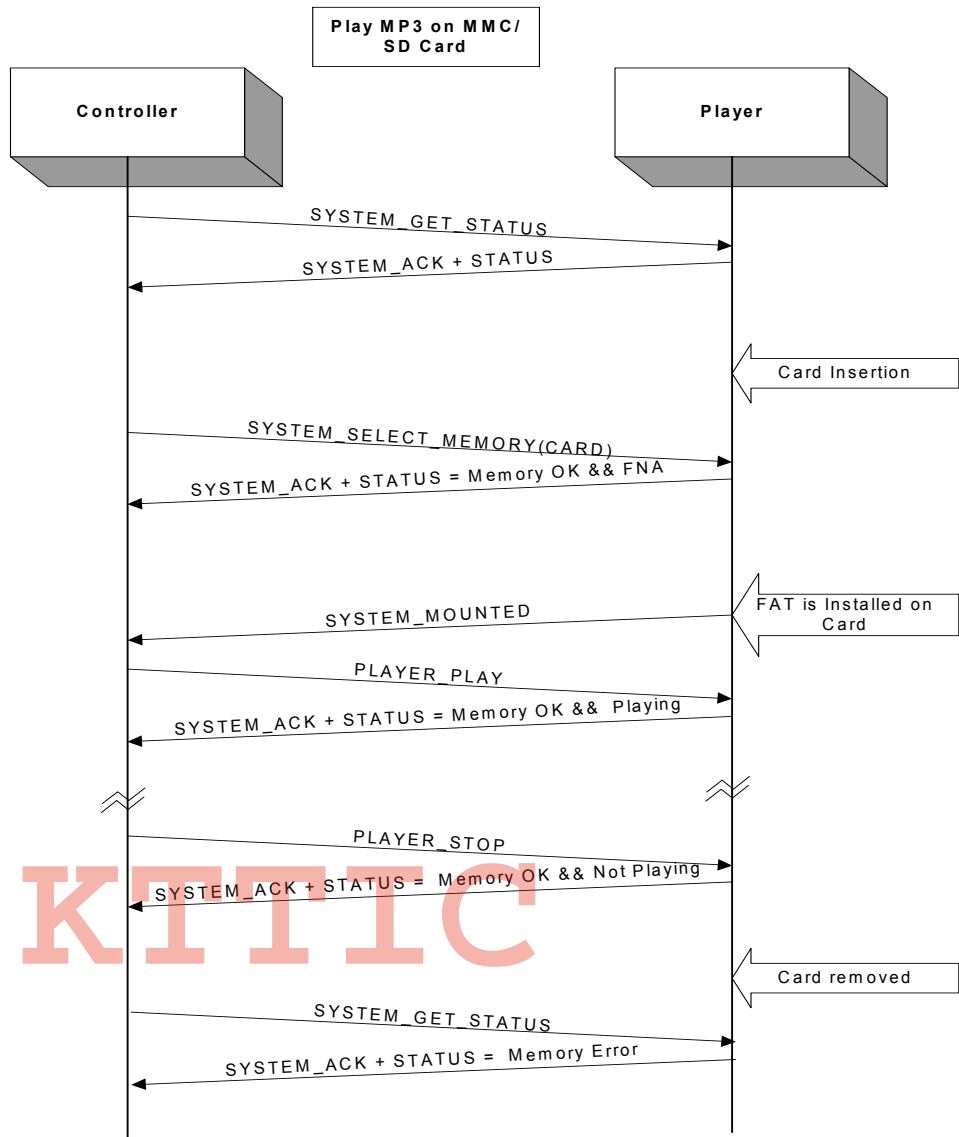 Play MP3 on MMC/
SD Card
Controller
Player
SYSTEM_GET_STATUS
SYSTEM_ACK + STATUS
Card Insertion
SYSTEM_SELECT_MEMORY(CARD)
SYSTEM_ACK + STATUS = Memory OK && FNA
FAT is Installed on
Card
SYSTEM_MOUNTED
PLAYER_PLAY
SYSTEM_ACK + STATUS = Memory OK && Playing
PLAYER_STOP
SYSTEM_ACK + STATUS = Memory OK && Not Playing
KTTIC
Card removed
SYSTEM_GET_STATUS
SYSTEM_ACK + STATUS = Memory Error